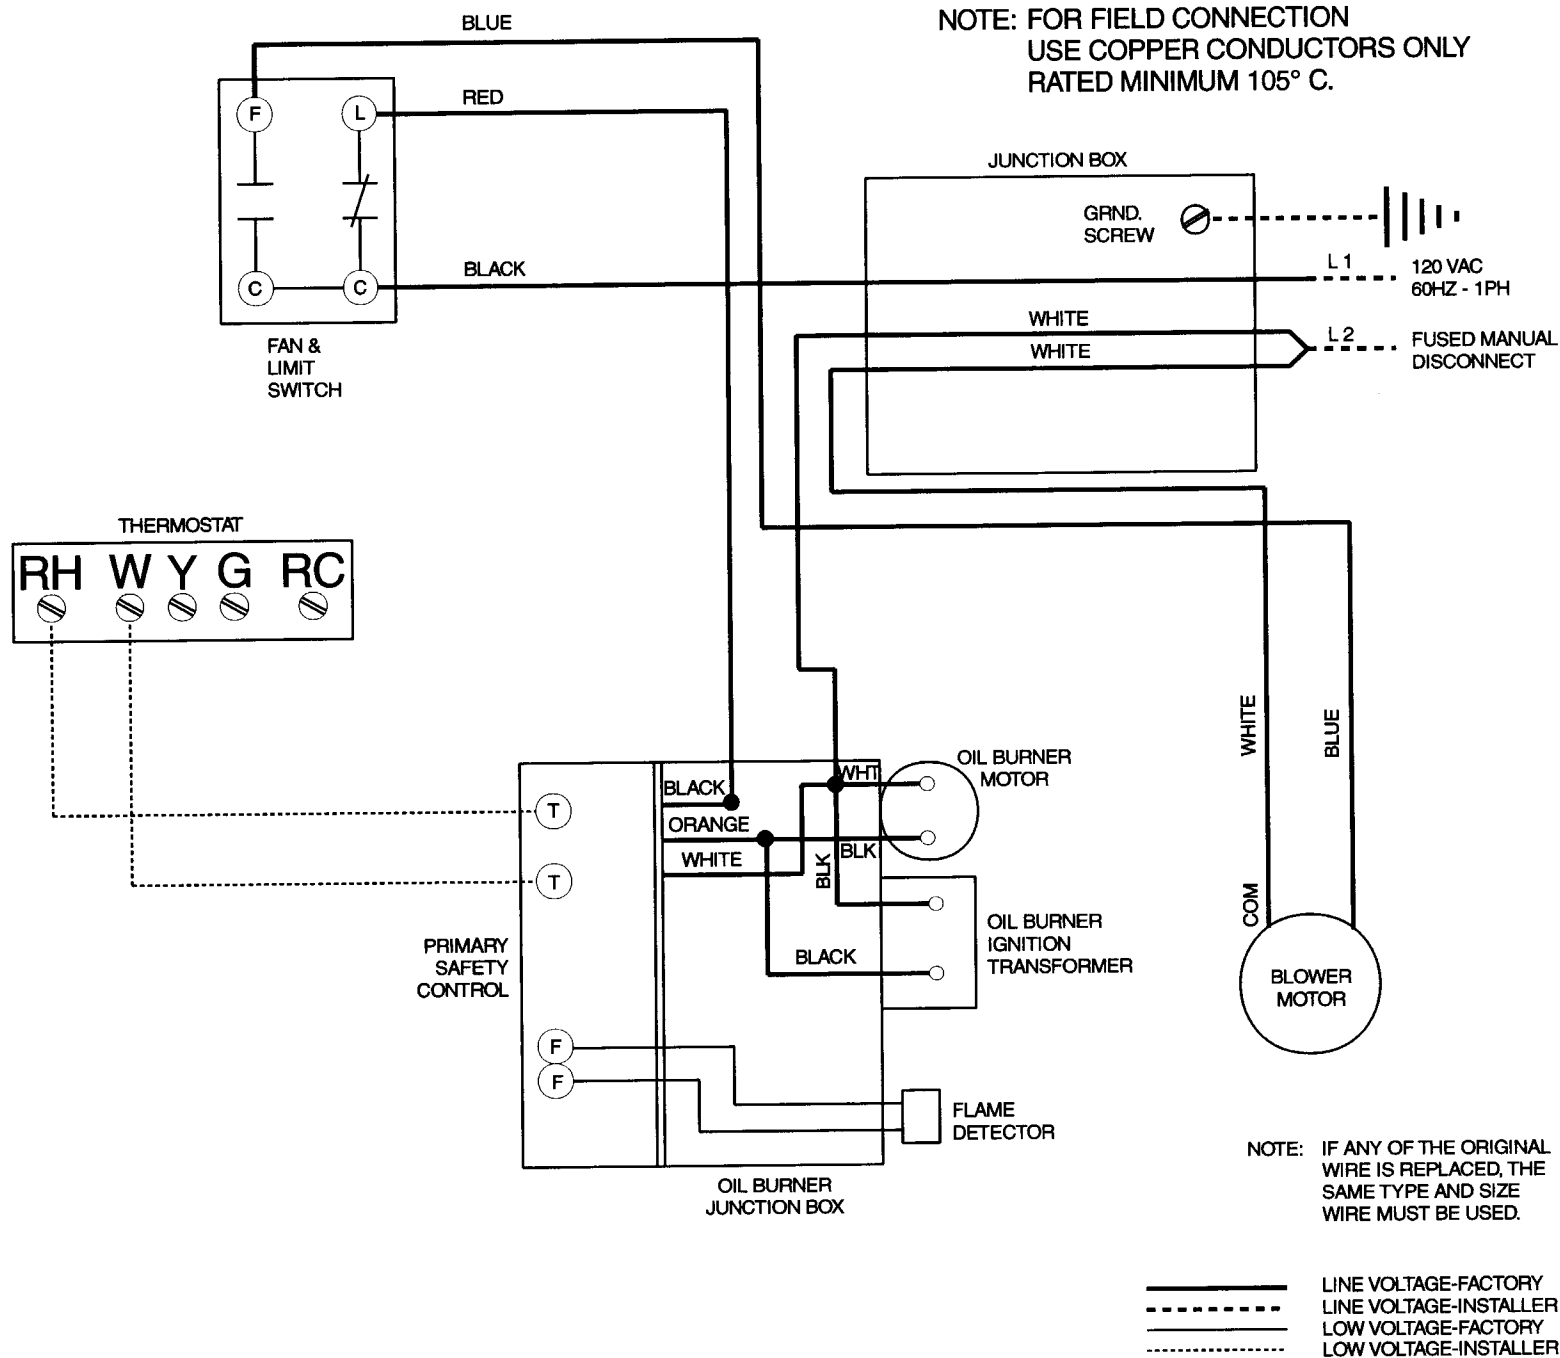 BLUE
NOTE: FOR FIELD CONNECTION
USE COPPER CONDUCTORS ONLY
RATED MINIMUM 105° C.
RED
F
L
JUNCTION BOX
GRND.
SCREW
BLACK
L 1
120 VAC
60HZ - 1PH
C
C
WHITE
L 2
FUSED MANUAL
DISCONNECT
WHITE
FAN &
LIMIT
SWITCH
THERMOSTAT
RH W Y G RC
WHITE
BLUE
OIL BURNER
MOTOR
WHT
BLACK
T
ORANGE
BLK
WHITE
BLK
T
COM
OIL BURNER
IGNITION
TRANSFORMER
PRIMARY
SAFETY
CONTROL
BLACK
BLOWER
MOTOR
F
F
FLAME
DETECTOR
OIL BURNER
JUNCTION BOX
NOTE: IF ANY OF THE ORIGINAL
WIRE IS REPLACED, THE
SAME TYPE AND SIZE
WIRE MUST BE USED.
LINE VOLTAGE-FACTORY
LINE VOLTAGE-INSTALLER
LOW VOLTAGE-FACTORY
LOW VOLTAGE-INSTALLER